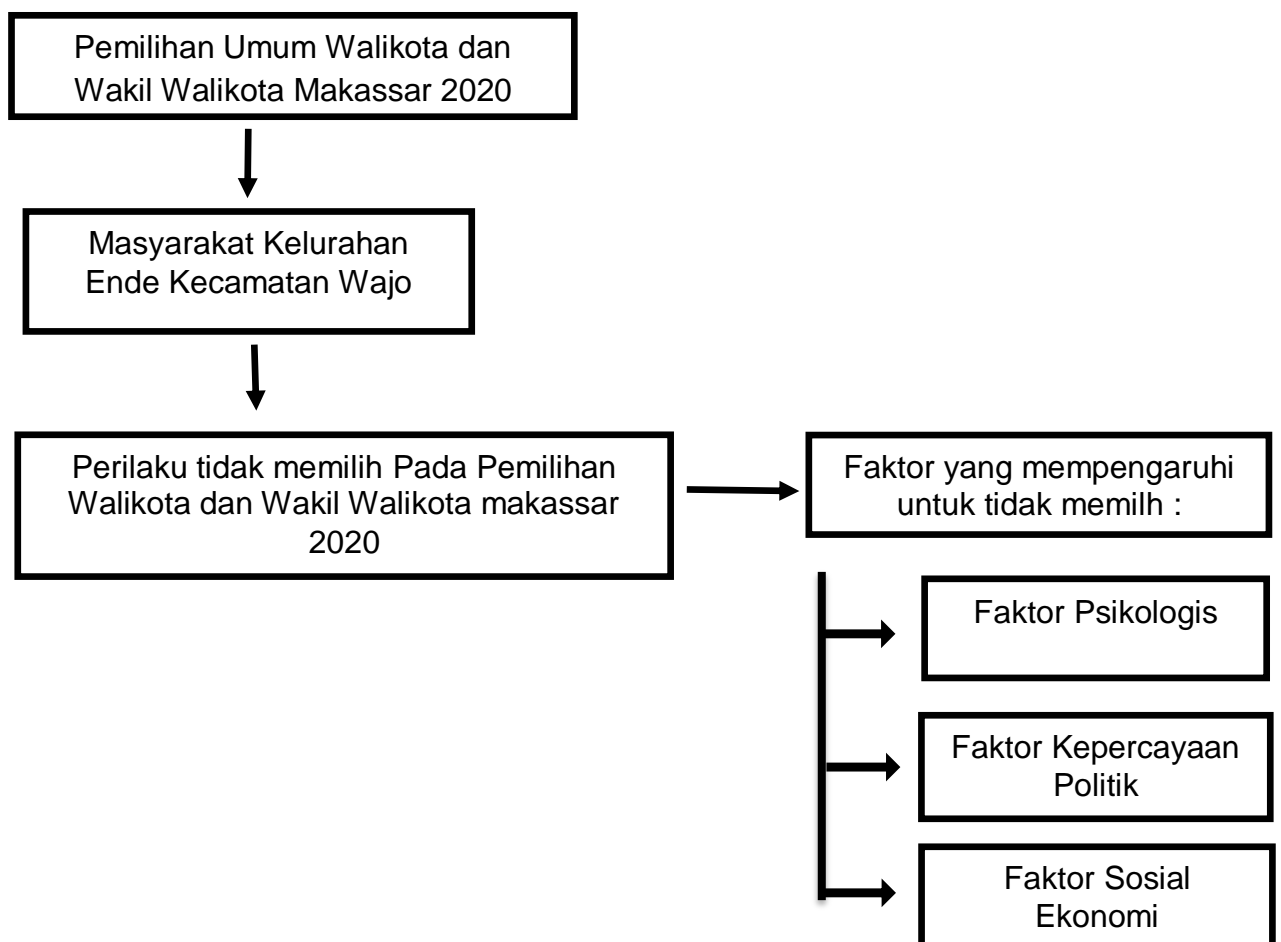 Pemilihan Umum Walikota dan
Wakil Walikota Makassar 2020
Masyarakat Kelurahan
Ende Kecamatan Wajo
Perilaku tidak memilih Pada Pemilihan
Walikota dan Wakil Walikota makassar
2020
Faktor yang mempengaruhi
untuk tidak memilh :
Faktor Psikologis
Faktor Kepercayaan
Politik
Faktor Sosial
Ekonomi